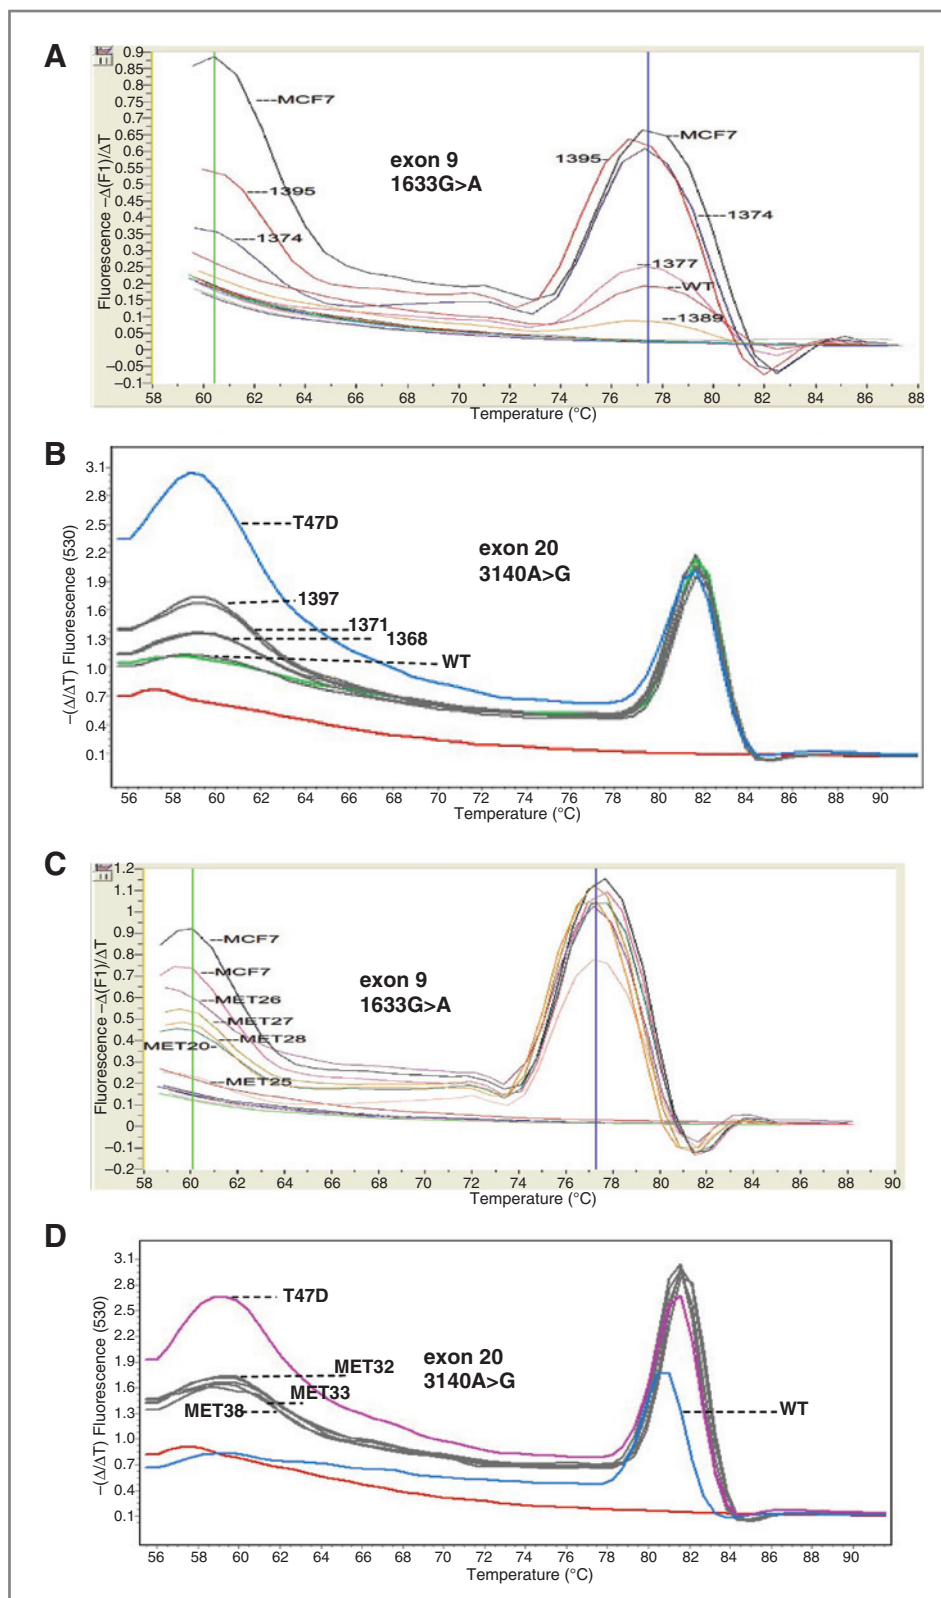 A
0.9
0.85
0.8
0.75
0.7
0.65
0.6
0.55
0.5
0.45
0.4
0.35
0.3
0.25
0.2
0.15
0.1
0.05
0
−0.05
−0.1
Fluorescence −Δ(F1)/ΔT
MCF7
1395
1374
exon 9
1633G>A
MCF7
1395
1374
1377
WT
1389
58 60 62 64 66 68 70 72 74 76 78 80 82 84 86 88
Temperature (°C)
B
3.1
2.8
2.5
2.2
1.9
1.6
1.3
1.0
0.7
0.4
0.1
−(Δ/ΔT) Fluorescence (530)
T47D
exon 20
3140A>G
1397
1371
1368
WT
56 58 60 62 64 66 68 70 72 74 76 78 80 82 84 86 88 90
Temperature (°C)
C
1.2
1.1
1
0.9
0.8
0.7
0.6
0.5
0.4
0.3
0.2
0.1
0
−0.1
−0.2
Fluorescence −Δ(F1)/ΔT
MCF7
MCF7
MET26
MET27
MET28
MET20
MET25
exon 9
1633G>A
58 60 62 64 66 68 70 72 74 76 78 80 82 84 86 88 90
Temperature (°C)
D
3.1
2.8
2.5
2.2
1.9
1.6
1.3
1.0
0.7
0.4
0.1
−(Δ/ΔT) Fluorescence (530)
T47D
exon 20
3140A>G
MET32
MET33
MET38
WT
56 58 60 62 64 66 68 70 72 74 76 78 80 82 84 86 88 90
Temperature (°C)